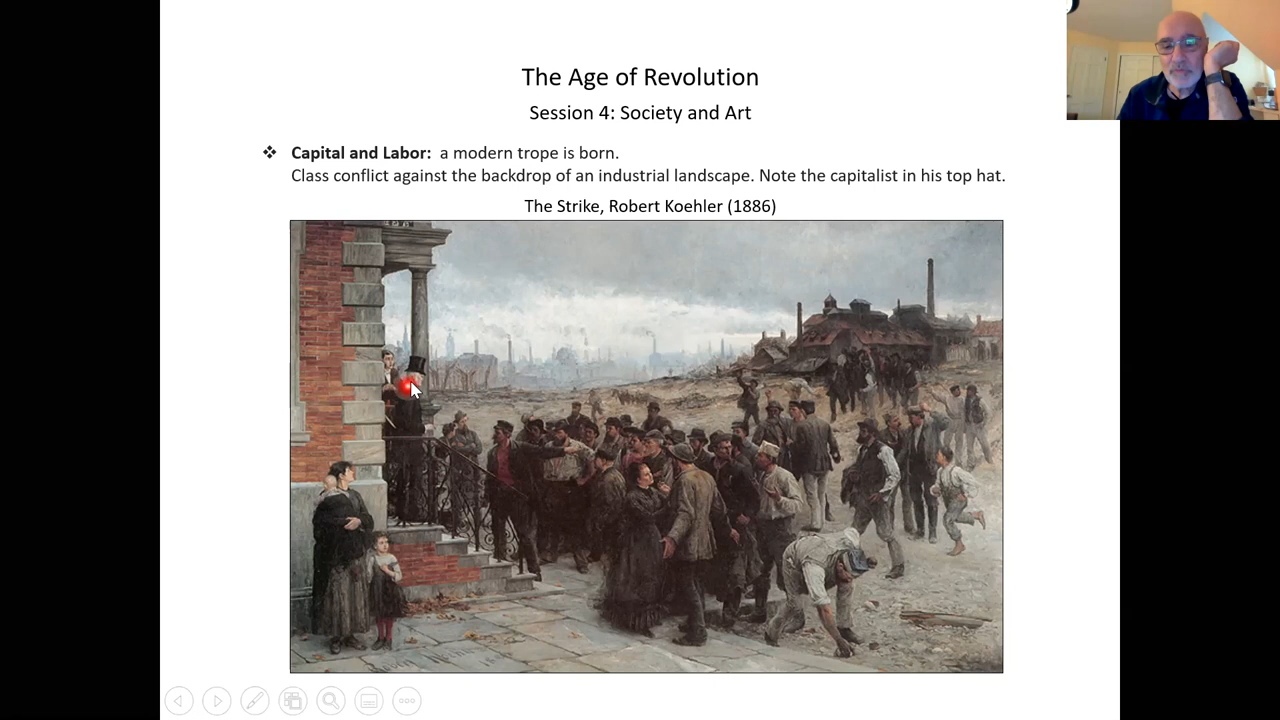 The Age of Revolution
Session 4: Society and Art
❖ Capital and Labor: a modern trope is born.
Class conflict against the backdrop of an industrial landscape. Note the capitalist in his top hat.
The Strike, Robert Koehler (1886)